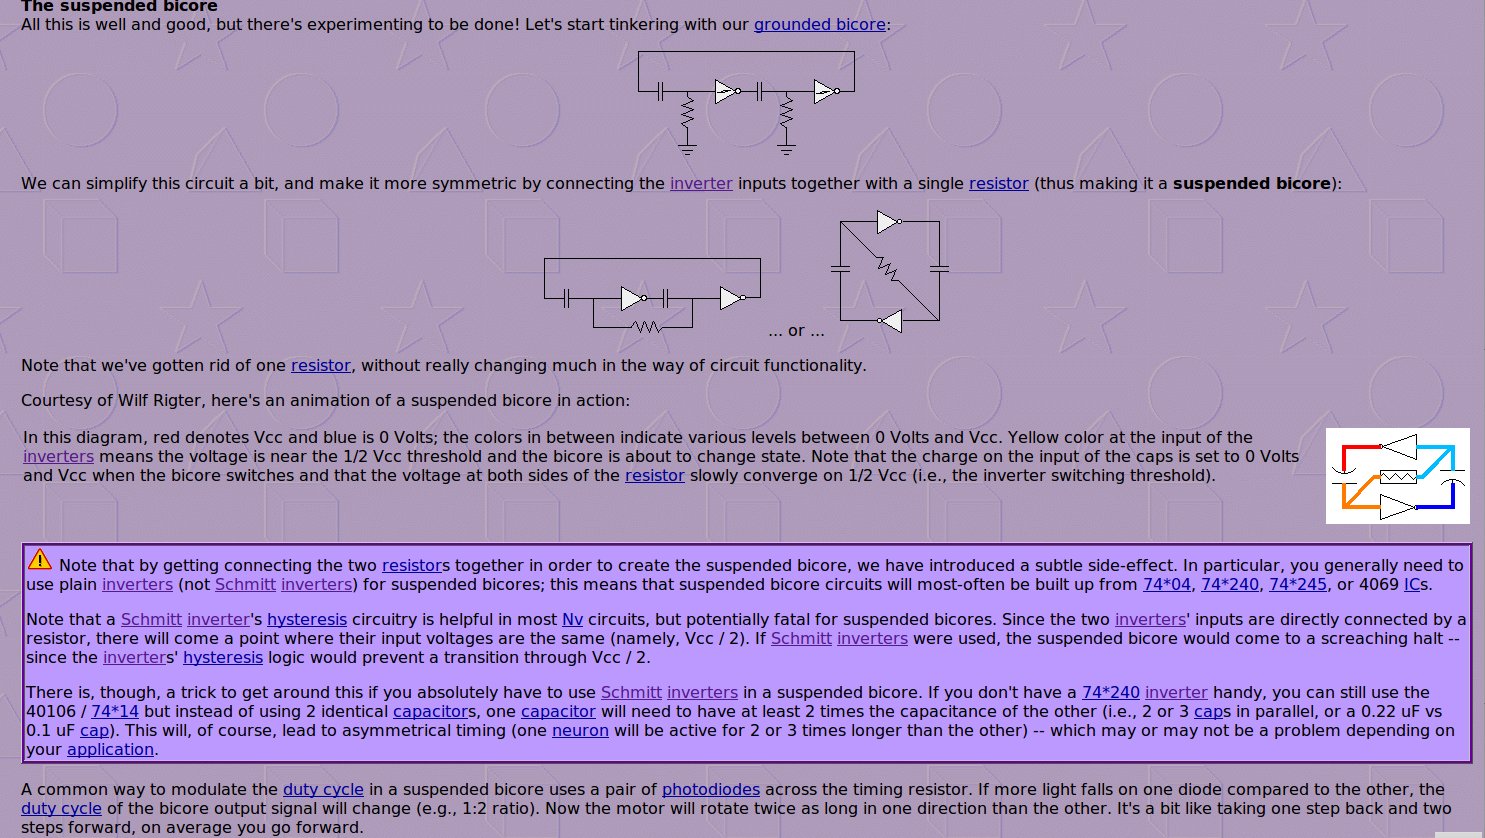 The suspended bicore
All this is well and good, but there's experimenting to be done! Let's start tinkering with our grounded bicore:
We can simplify this circuit a bit, and make it more symmetric by connecting the inverter inputs together with a single resistor (thus making it a suspended bicore):
... or ...
Note that we've gotten rid of one resistor, without really changing much in the way of circuit functionality.
Courtesy of Wilf Rigter, here's an animation of a suspended bicore in action:
In this diagram, red denotes Vcc and blue is 0 Volts; the colors in between indicate various levels between 0 Volts and Vcc. Yellow color at the input of the
inverters means the voltage is near the 1/2 Vcc threshold and the bicore is about to change state. Note that the charge on the input of the caps is set to 0 Volts
and Vcc when the bicore switches and that the voltage at both sides of the resistor slowly converge on 1/2 Vcc (i.e., the inverter switching threshold).
Note that by getting connecting the two resistors together in order to create the suspended bicore, we have introduced a subtle side-effect. In particular, you generally need to
use plain inverters (not Schmitt inverters) for suspended bicores; this means that suspended bicore circuits will most-often be built up from 74*04, 74*240, 74*245, or 4069 ICs.
Note that a Schmitt inverter's hysteresis circuitry is helpful in most Nv circuits, but potentially fatal for suspended bicores. Since the two inverters' inputs are directly connected by a
resistor, there will come a point where their input voltages are the same (namely, Vcc / 2). If Schmitt inverters were used, the suspended bicore would come to a screaching halt --
since the inverters' hysteresis logic would prevent a transition through Vcc / 2.
There is, though, a trick to get around this if you absolutely have to use Schmitt inverters in a suspended bicore. If you don't have a 74*240 inverter handy, you can still use the
40106 / 74*14 but instead of using 2 identical capacitors, one capacitor will need to have at least 2 times the capacitance of the other (i.e., 2 or 3 caps in parallel, or a 0.22 uF vs
0.1 uF cap). This will, of course, lead to asymmetrical timing (one neuron will be active for 2 or 3 times longer than the other) -- which may or may not be a problem depending on
your application.
A common way to modulate the duty cycle in a suspended bicore uses a pair of photodiodes across the timing resistor. If more light falls on one diode compared to the other, the
duty cycle of the bicore output signal will change (e.g., 1:2 ratio). Now the motor will rotate twice as long in one direction than the other. It's a bit like taking one step back and two
steps forward, on average you go forward.